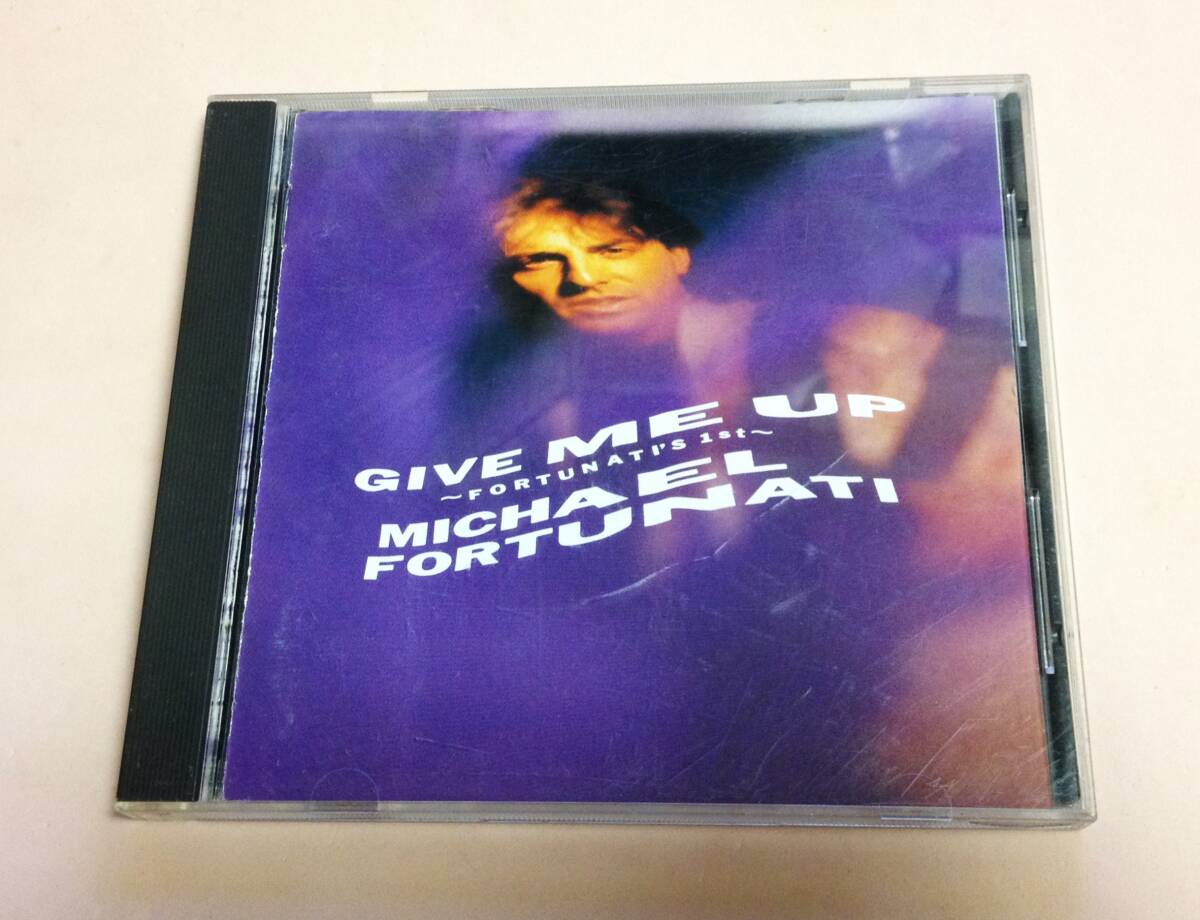 GIVE ME UP
~FORTUNATI'S 1st~
MICHAEL
FORTUNATI